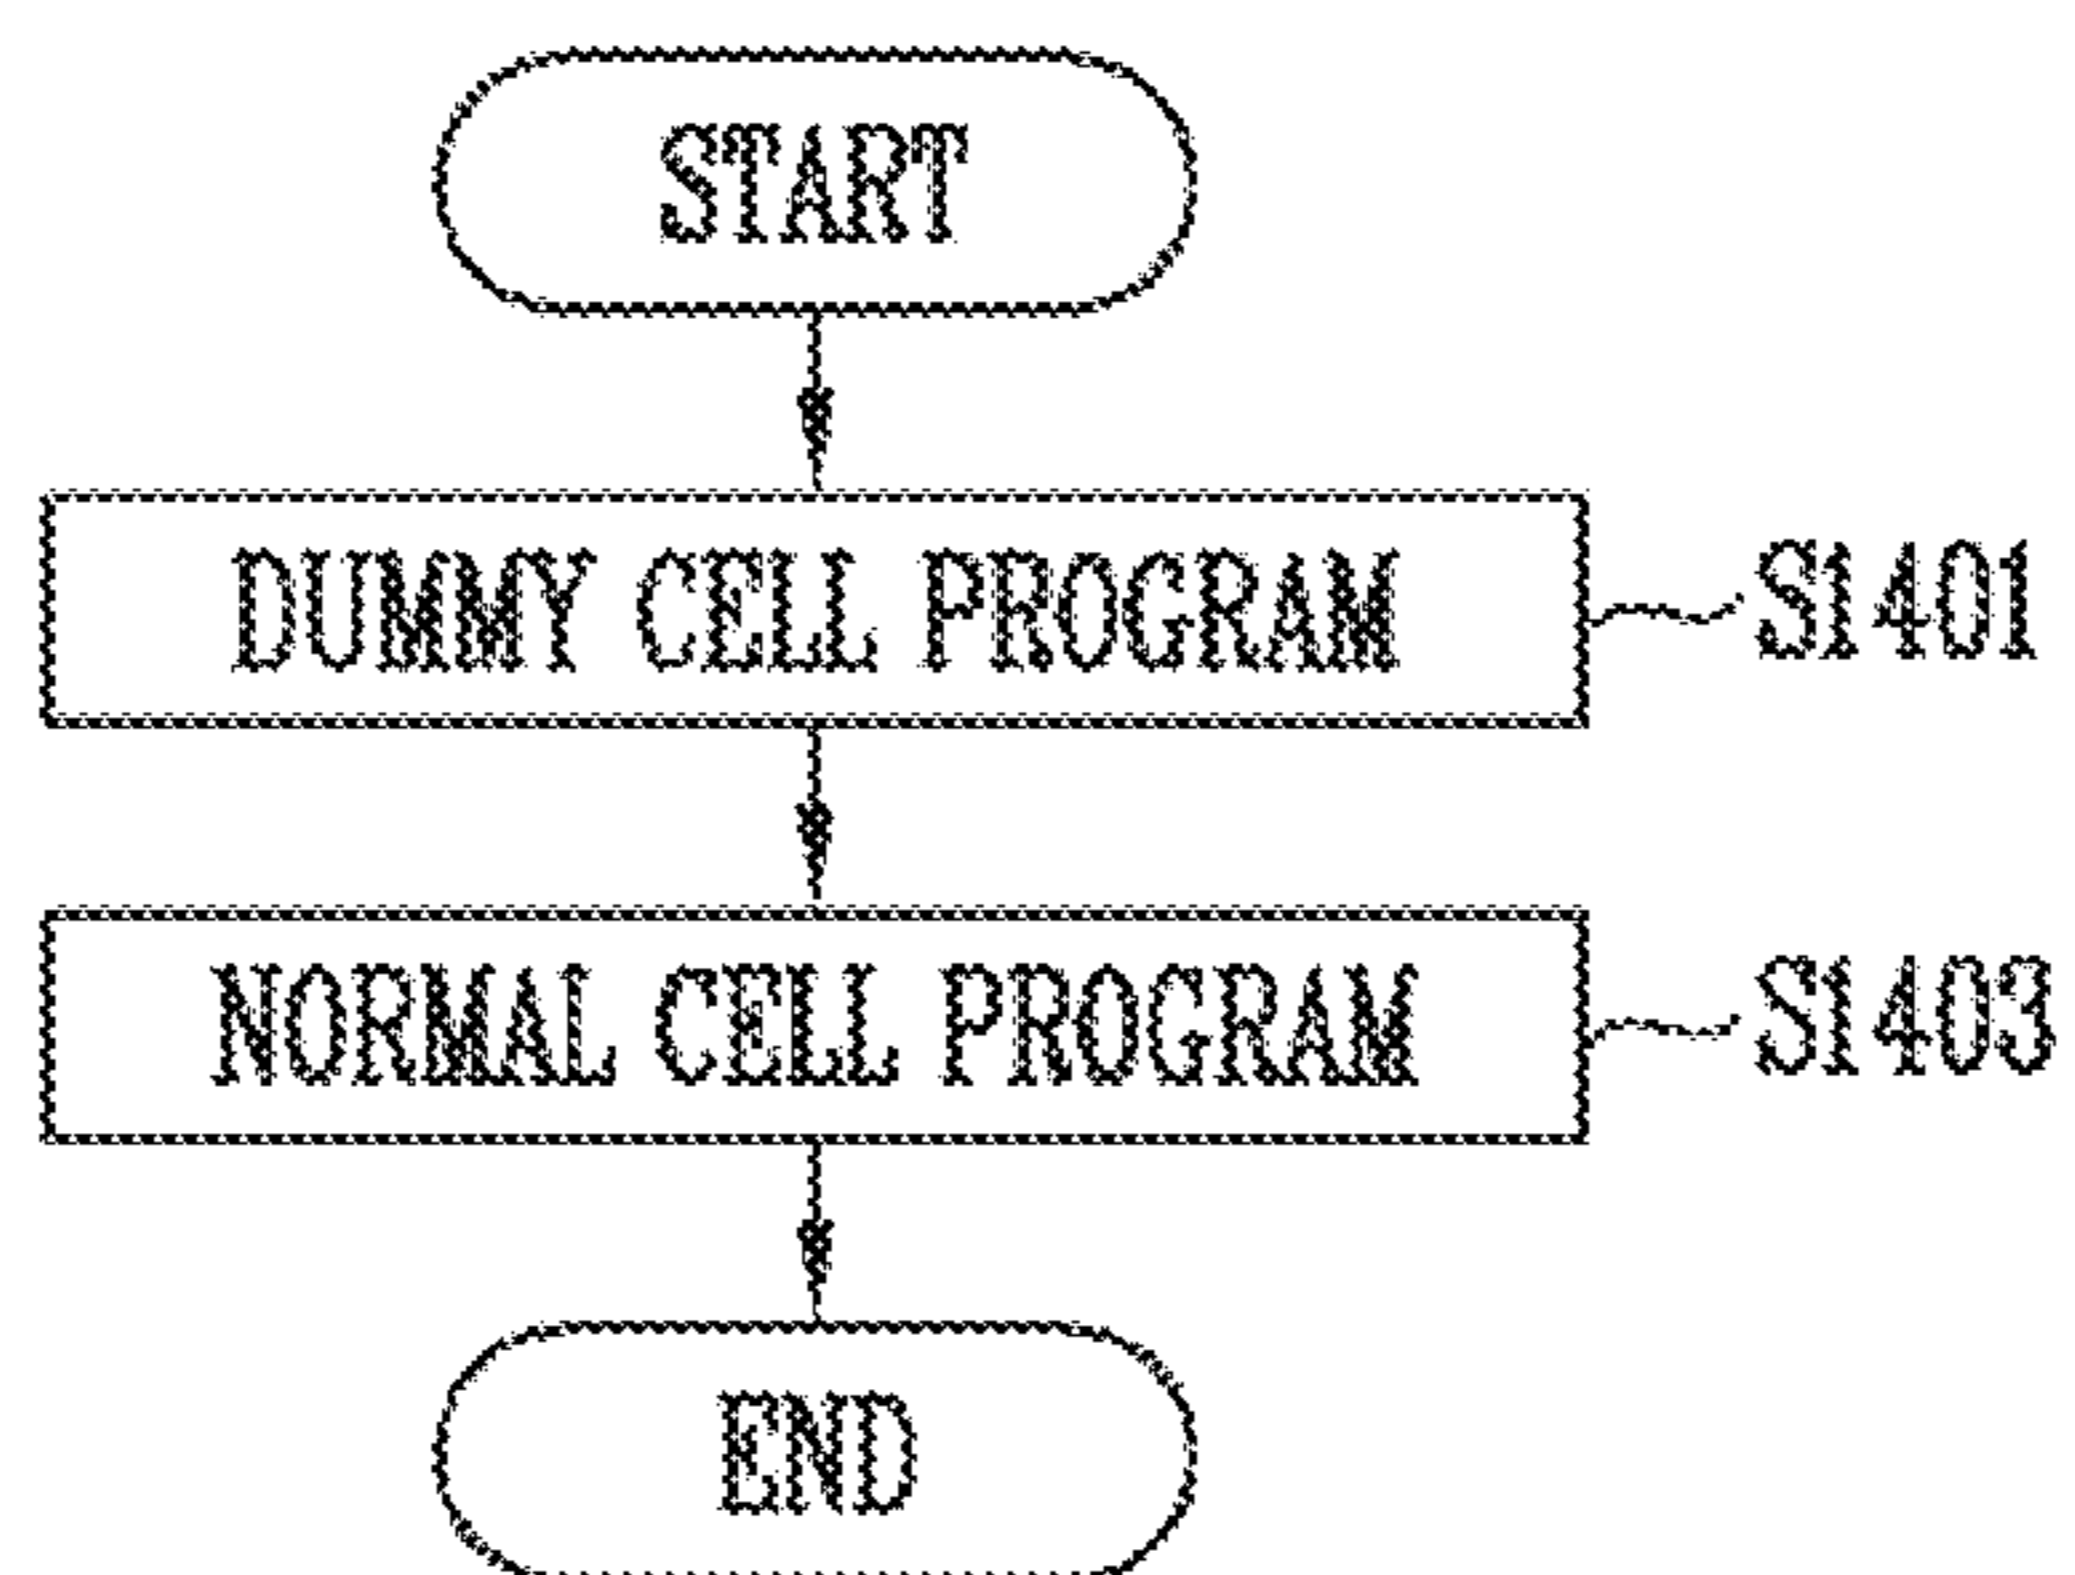 START
DUMMY CELL PROGRAM
S1401
NORMAL CELL PROGRAM
S1403
END